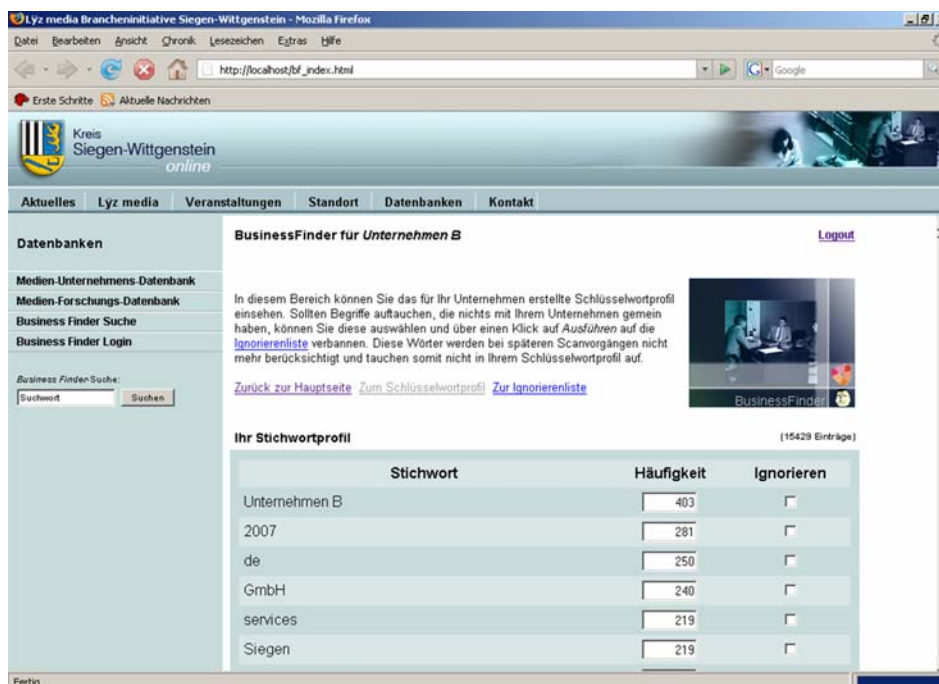 Lÿz media Brancheninitiative Siegen-Wittgenstein - Mozilla Firefox
Datei Bearbeiten Ansicht Chronik Lesezeichen Extras Hilfe
http://localhost/bf_index.html
Google
Erste Schritte Aktuelle Nachrichten
Kreis
Siegen-Wittgenstein
online
Aktuelles Lÿz media Veranstaltungen Standort Datenbanken Kontakt
Datenbanken
Medien-Unternehmens-Datenbank
Medien-Forschungs-Datenbank
Business Finder Suche
Business Finder Login
Business Finder Suche:
Suchwort Suchen
BusinessFinder für Unternehmen B Logout
In diesem Bereich können Sie das für Ihr Unternehmen erstellte Schlüsselwortprofil
einsehen. Sollten Begriffe auftauchen, die nichts mit Ihrem Unternehmen gemein
haben, können Sie diese auswählen und über einen Klick auf Ausführen auf die
Ignorierenliste verbannen. Diese Wörter werden bei späteren Scanvorgängen nicht
mehr berücksichtigt und tauchen somit nicht in Ihrem Schlüsselwortprofil auf.
Zurück zur Hauptseite Zum Schlüsselwortprofil Zur Ignorierenliste
BusinessFinder
Ihr Stichwortprofil (15429 Einträge)
Stichwort Häufigkeit Ignorieren
Unternehmen B 403
2007 281
de 250
GmbH 240
services 219
Siegen 219
Fertig